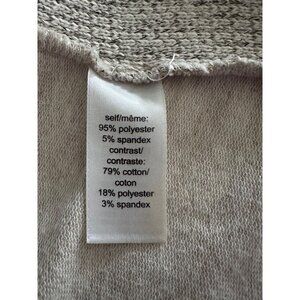 self/même:
95% polyester
5% spandex
contrast/
contraste:
79% cotton/
coton
18% polyester
3% spandex